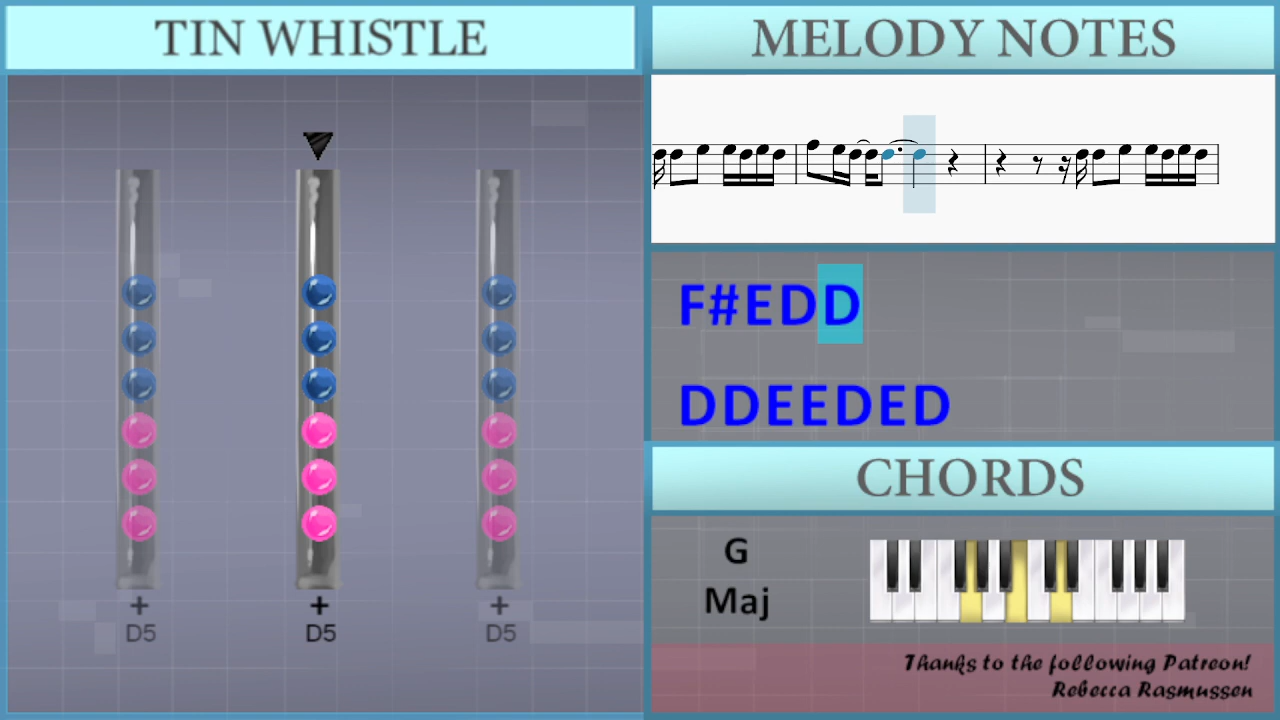 TIN WHISTLE
+ + +
D5 D5 D5
MELODY NOTES
F#EDD
DDEEDED
CHORDS
G
Maj
Thanks to the following Patreon!
Rebecca Rasmussen